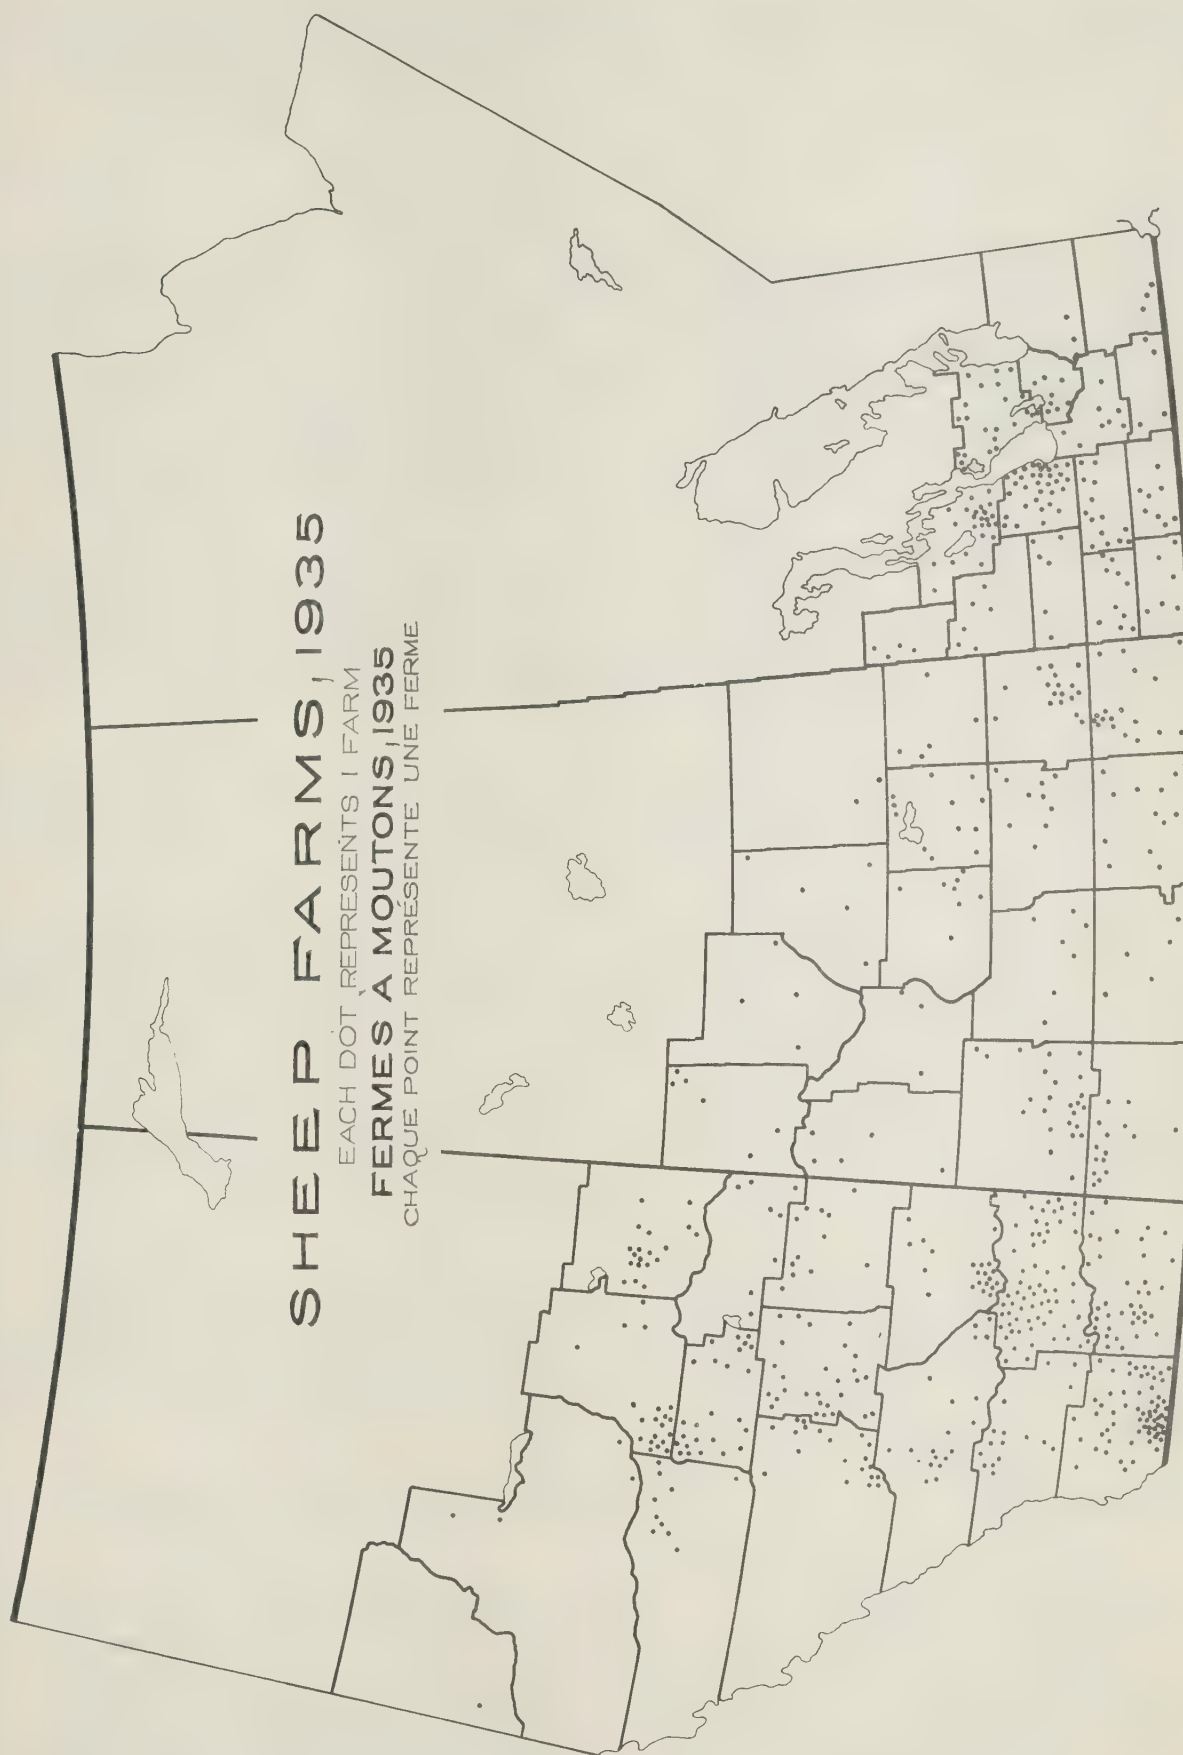 SHEEP FARMS, 1935
EACH DOT REPRESENTS 1 FARM
FERMES À MOUTONS, 1935
CHAQUE POINT REPRÉSENTE UNE FERME